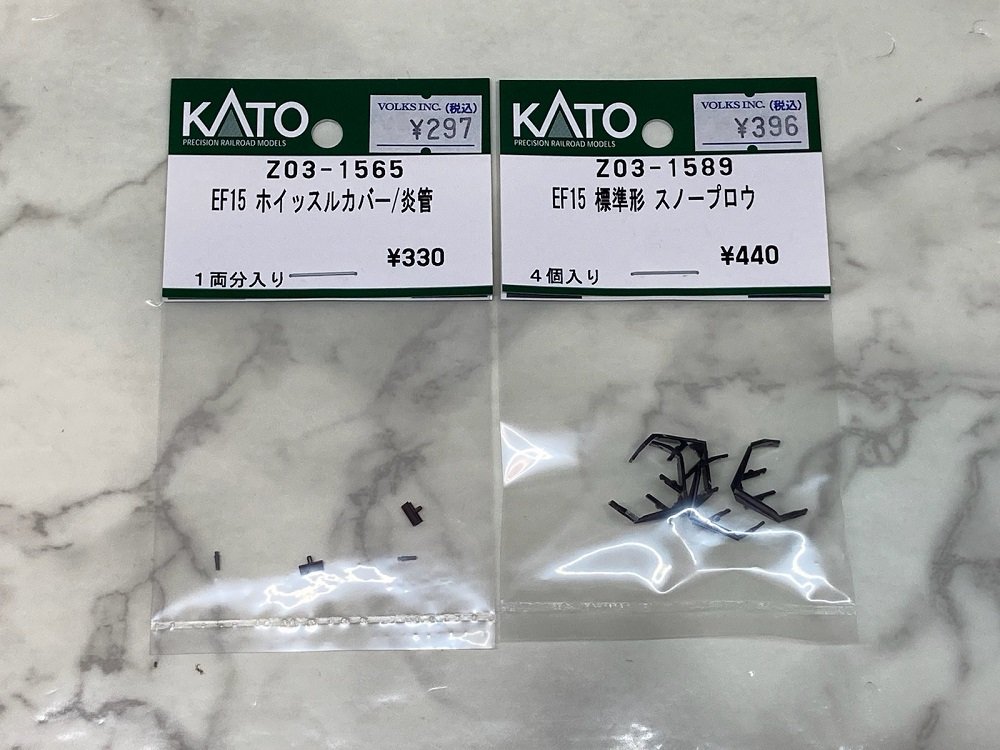 KATO
PRECISION RAILROAD MODELS
VOLKS INC. (税込)
¥297
Z03-1565
EF15 ホイッスルカバー/炎管
¥330
1両分入り
KATO
PRECISION RAILROAD MODELS
VOLKS INC. (税込)
¥396
Z03-1589
EF15 標準形 スノープロウ
¥440
4個入り